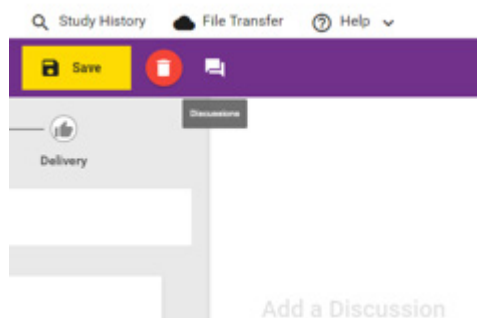 Study History File Transfer Help
Save
Discussions
Delivery
Add a Discussion